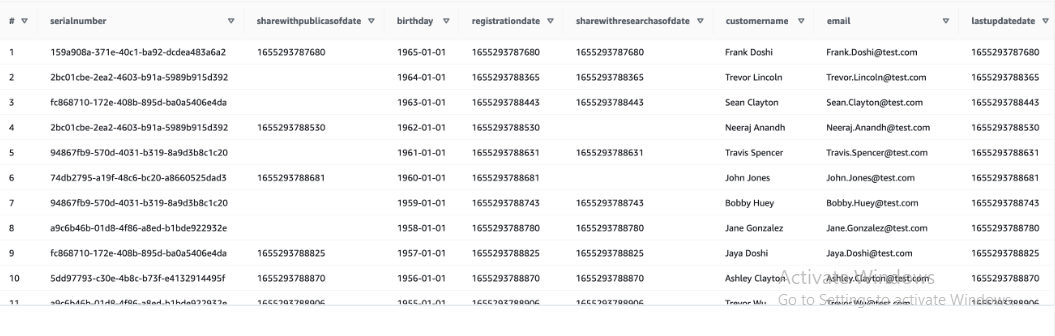 # serialnumber sharewithpublicasofdate birthday registrationdate sharewithresearchasofdate customername email lastupdatedate
1 159a908a-371e-40c1-ba92-dcdea483a6a2 1655293787680 1965-01-01 1655293787680 1655293787680 Frank Doshi Frank.Doshi@test.com 1655293787680
2 2bc01cbe-2ea2-4603-b91a-5989b915d392 1964-01-01 1655293788365 1655293788365 Trevor Lincoln Trevor.Lincoln@test.com 1655293788365
3 fc868710-172e-408b-895d-ba0a5406e4da 1963-01-01 1655293788443 1655293788443 Sean Clayton Sean.Clayton@test.com 1655293788443
4 2bc01cbe-2ea2-4603-b91a-5989b915d392 1655293788530 1962-01-01 1655293788530 Neeraj Anandh Neeraj.Anandh@test.com 1655293788530
5 94867fb9-570d-4031-b319-8a9d3b8c1c20 1961-01-01 1655293788631 1655293788631 Travis Spencer Travis.Spencer@test.com 1655293788631
6 74db2795-a19f-48c6-bc20-a8660525dad3 1655293788681 1960-01-01 1655293788681 John Jones John.Jones@test.com 1655293788681
7 94867fb9-570d-4031-b319-8a9d3b8c1c20 1959-01-01 1655293788743 1655293788743 Bobby Huey Bobby.Huey@test.com 1655293788743
8 a9c6b46b-01d8-4f86-a8ed-b1bde922932e 1958-01-01 1655293788780 1655293788780 Jane Gonzalez Jane.Gonzalez@test.com 1655293788780
9 fc868710-172e-408b-895d-ba0a5406e4da 1655293788825 1957-01-01 1655293788825 1655293788825 Jaya Doshi Jaya.Doshi@test.com 1655293788825
10 5dd97793-c30e-4b8c-b73f-e4132914495f 1655293788870 1956-01-01 1655293788870 1655293788870 Ashley Clayton Ashley.Clayton@test.com 1655293788870
Activate Windows
11 a9c6b46b-01d8-4f86-a8ed-b1bde922932e 1655293788906 1955-01-01 1655293788906 1655293788906 Trevor Wu Trevor.Wu@test.com 1655293788906
Go to Settings to activate Windows.